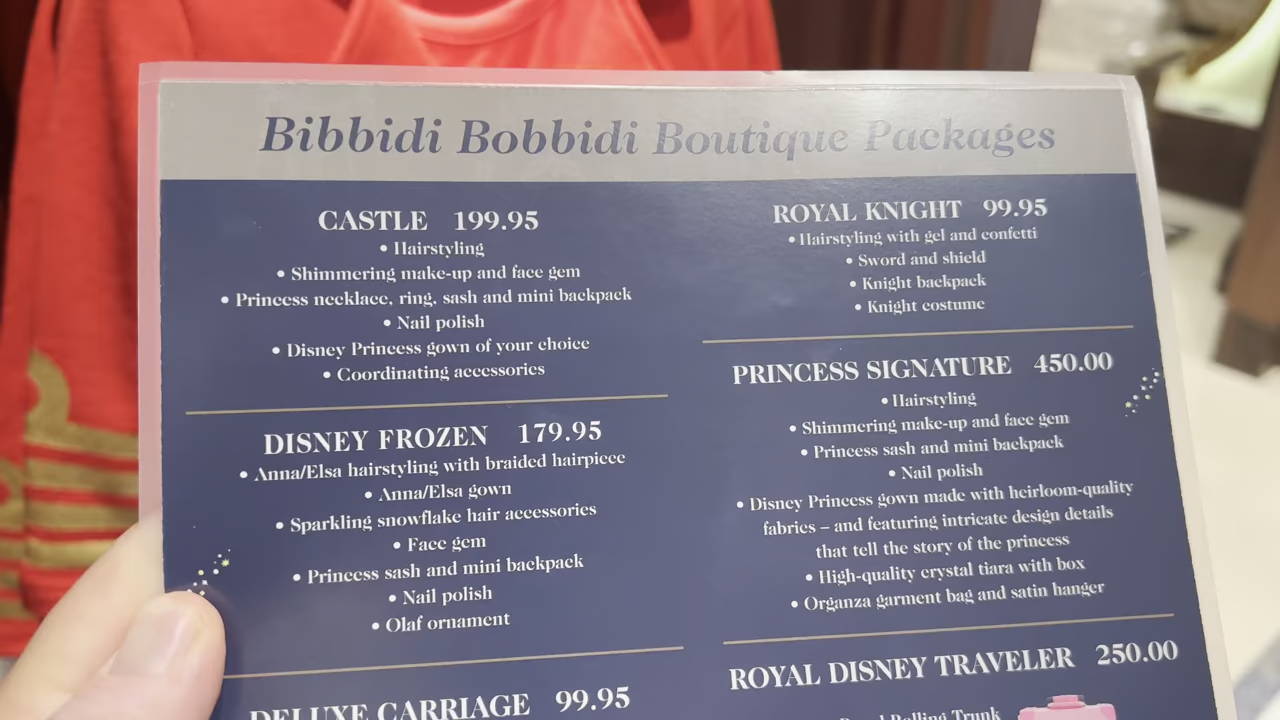 Bibbidi Bobbidi Boutique Packages
CASTLE 199.95
• Hairstyling
• Shimmering make-up and face gem
• Princess necklace, ring, sash and mini backpack
• Nail polish
• Disney Princess gown of your choice
• Coordinating accessories
DISNEY FROZEN 179.95
• Anna/Elsa hairstyling with braided hairpiece
• Anna/Elsa gown
• Sparkling snowflake hair accessories
• Face gem
• Princess sash and mini backpack
• Nail polish
• Olaf ornament
DELUXE CARRIAGE 99.95
ROYAL KNIGHT 99.95
• Hairstyling with gel and confetti
• Sword and shield
• Knight backpack
• Knight costume
PRINCESS SIGNATURE 450.00
• Hairstyling
• Shimmering make-up and face gem
• Princess sash and mini backpack
• Nail polish
• Disney Princess gown made with heirloom-quality
fabrics – and featuring intricate design details
that tell the story of the princess
• High-quality crystal tiara with box
• Organza garment bag and satin hanger
ROYAL DISNEY TRAVELER 250.00
Rolling Trunk